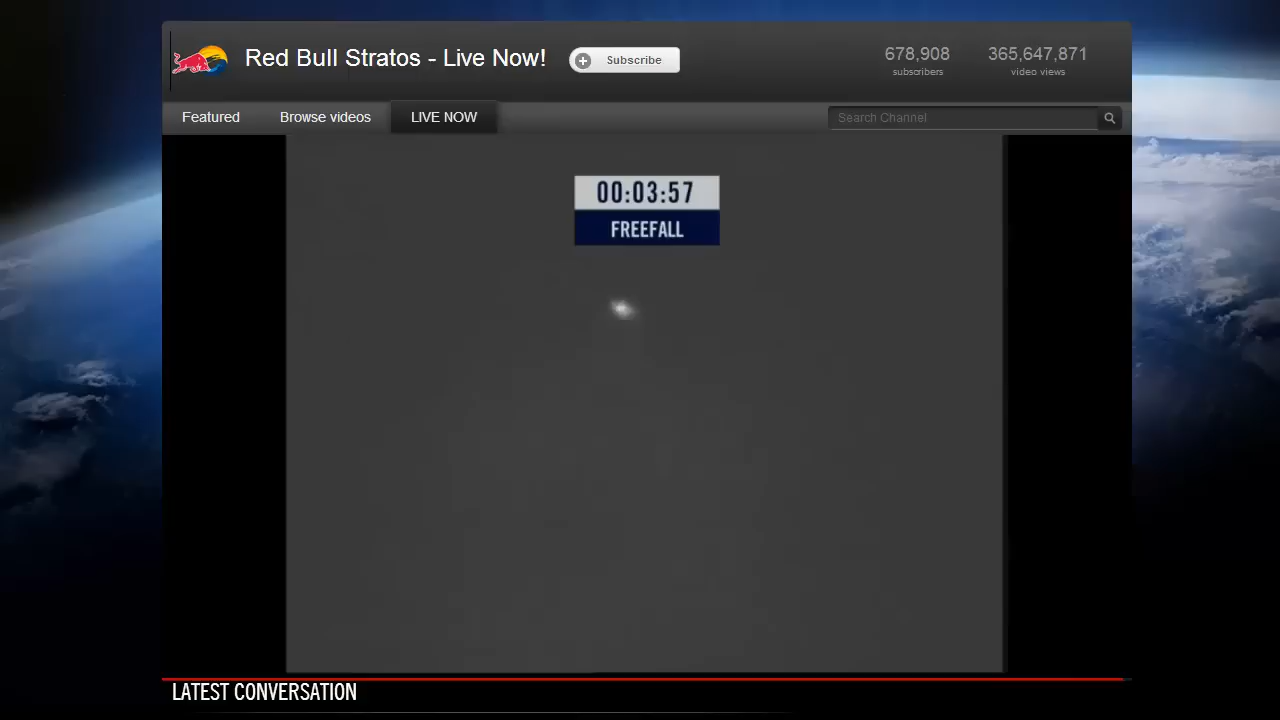 Red Bull Stratos - Live Now!
Subscribe
678,908
subscribers
365,647,871
video views
Featured
Browse videos
LIVE NOW
Search Channel
00:03:57
FREEFALL
LATEST CONVERSATION